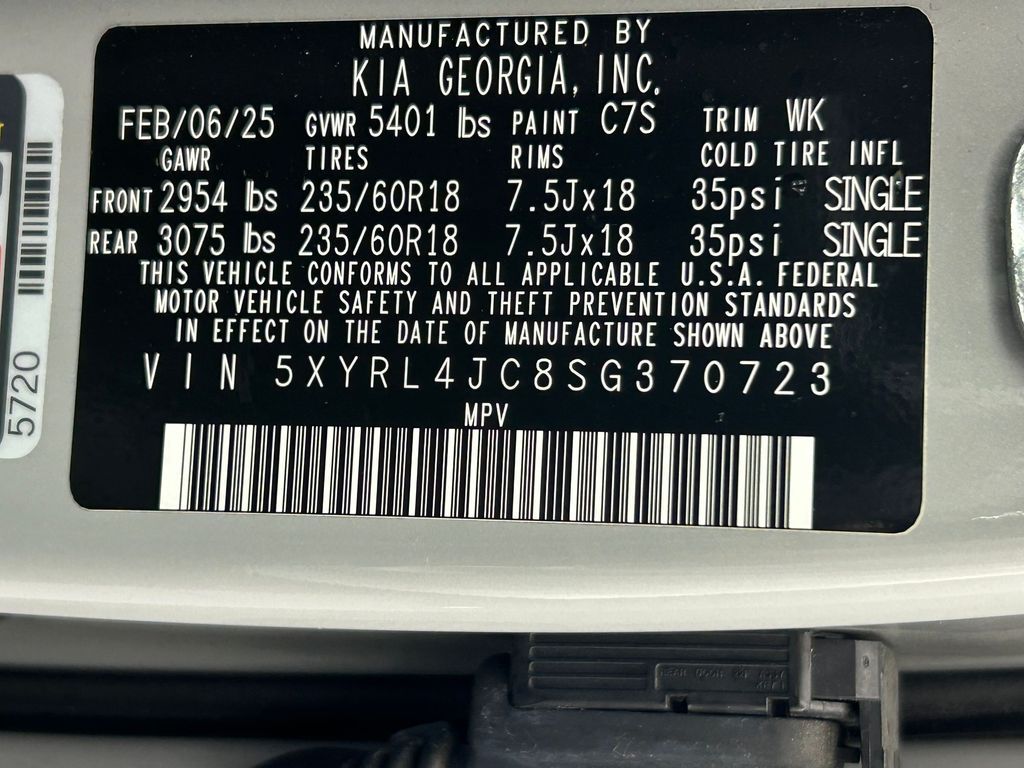 MANUFACTURED BY
KIA GEORGIA, INC.
FEB/06/25 GVWR 5401 lbs PAINT C7S TRIM WK
GAWR TIRES RIMS COLD TIRE INFL
FRONT 2954 lbs 235/60R18 7.5Jx18 35psi SINGLE
REAR 3075 lbs 235/60R18 7.5Jx18 35psi SINGLE
THIS VEHICLE CONFORMS TO ALL APPLICABLE U.S.A. FEDERAL
MOTOR VEHICLE SAFETY AND THEFT PREVENTION STANDARDS
IN EFFECT ON THE DATE OF MANUFACTURE SHOWN ABOVE
VIN 5XYRL4JC8SG370723
MPV
5720